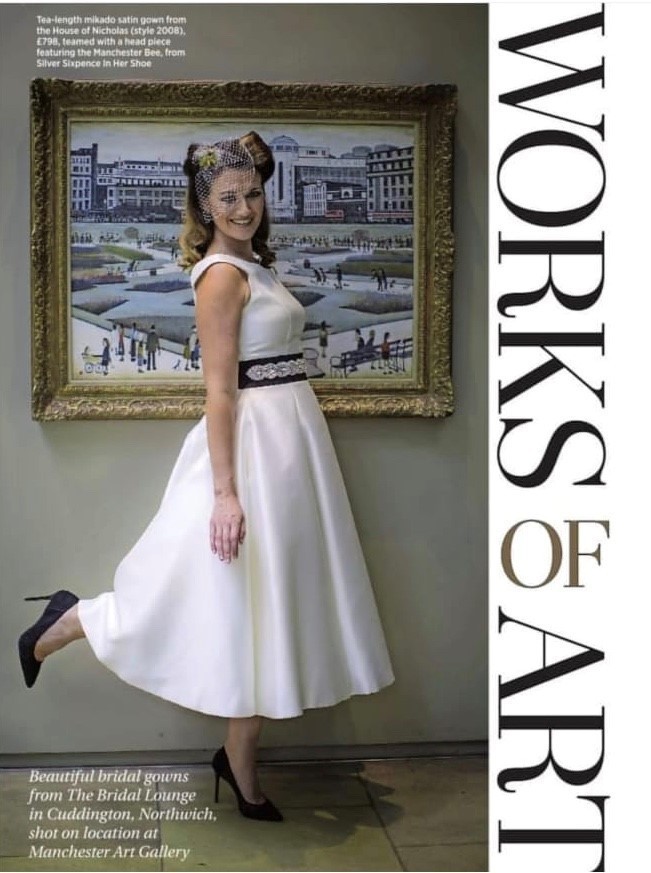 Tea-length mikado satin gown from
the House of Nicholas (style 2008),
£798, teamed with a head piece
featuring the Manchester Bee, from
Silver Sixpence In Her Shoe
WORKS OF ART
Beautiful bridal gowns
from The Bridal Lounge
in Cuddington, Northwich,
shot on location at
Manchester Art Gallery